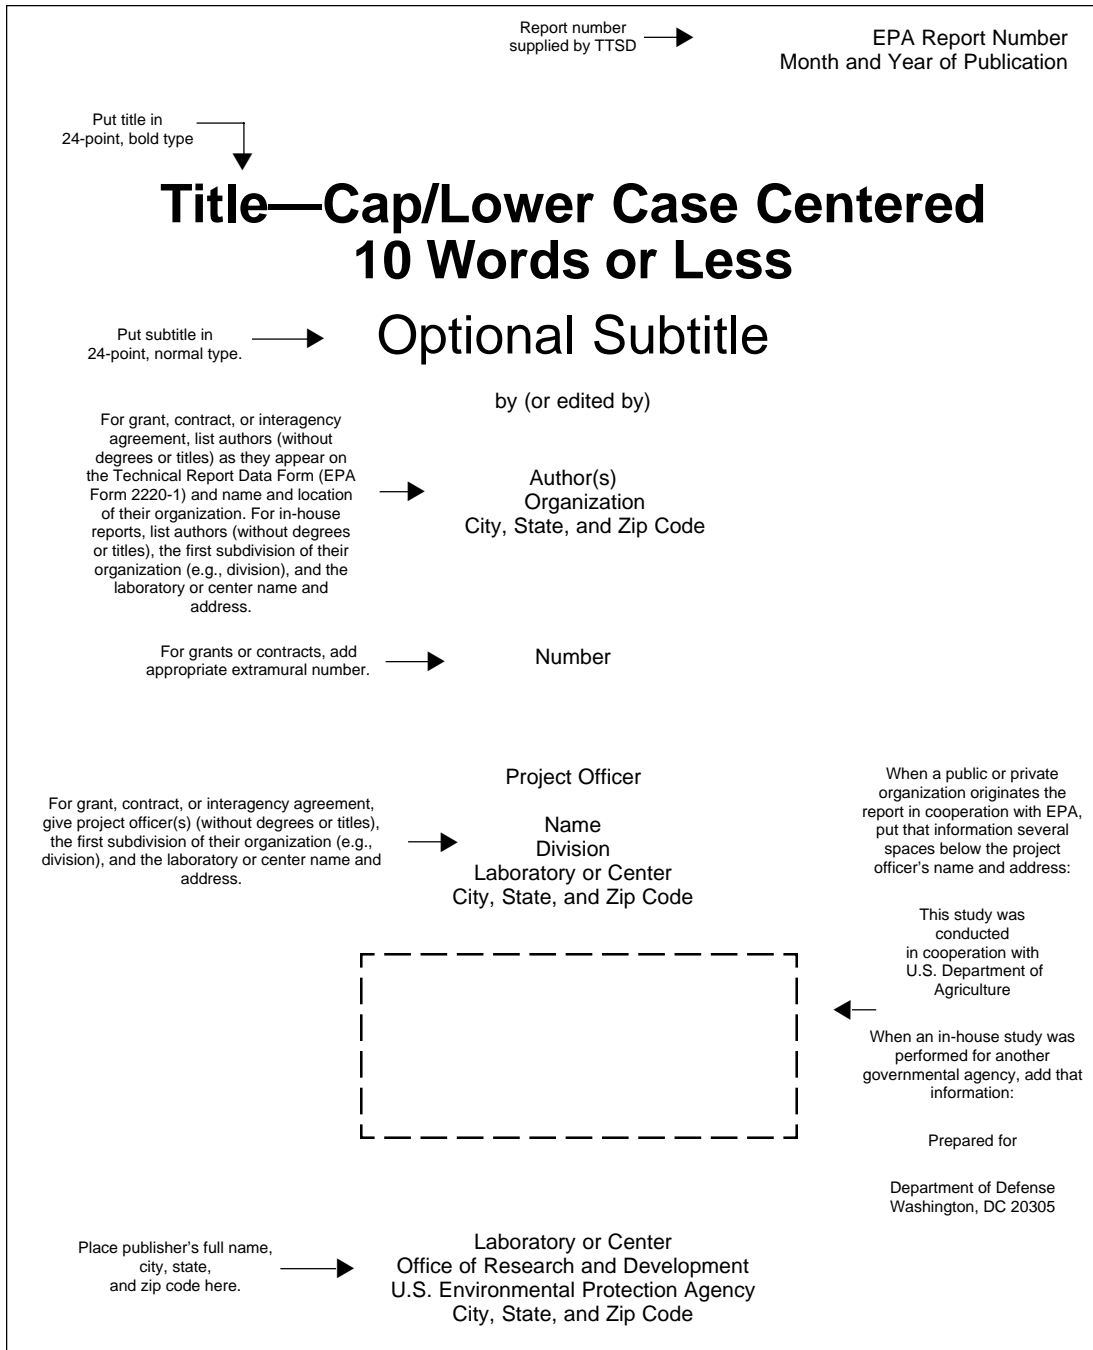 Report number
supplied by TTSD
EPA Report Number
Month and Year of Publication
Put title in
24-point, bold type
Title—Cap/Lower Case Centered
10 Words or Less
Put subtitle in
24-point, normal type.
Optional Subtitle
by (or edited by)
For grant, contract, or interagency
agreement, list authors (without
degrees or titles) as they appear on
the Technical Report Data Form (EPA
Form 2220-1) and name and location
of their organization. For in-house
reports, list authors (without degrees
or titles), the first subdivision of their
organization (e.g., division), and the
laboratory or center name and
address.
Author(s)
Organization
City, State, and Zip Code
For grants or contracts, add
appropriate extramural number.
Number
Project Officer
For grant, contract, or interagency agreement,
give project officer(s) (without degrees or titles),
the first subdivision of their organization (e.g.,
division), and the laboratory or center name and
address.
Name
Division
Laboratory or Center
City, State, and Zip Code
When a public or private
organization originates the
report in cooperation with EPA,
put that information several
spaces below the project
officer's name and address:
This study was
conducted
in cooperation with
U.S. Department of
Agriculture
When an in-house study was
performed for another
governmental agency, add that
information:
Prepared for
Department of Defense
Washington, DC 20305
Place publisher's full name,
city, state,
and zip code here.
Laboratory or Center
Office of Research and Development
U.S. Environmental Protection Agency
City, State, and Zip Code